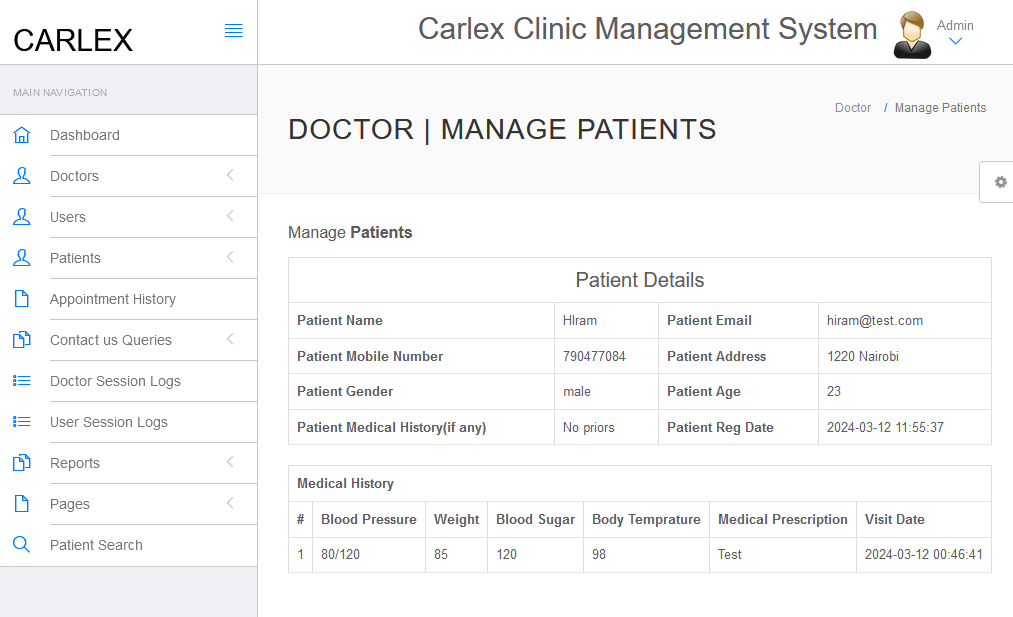 CARLEX
Carlex Clinic Management System
Admin
MAIN NAVIGATION
Dashboard
Doctors
Users
Patients
Appointment History
Contact us Queries
Doctor Session Logs
User Session Logs
Reports
Pages
Patient Search
DOCTOR | MANAGE PATIENTS
Doctor / Manage Patients
Manage Patients
Patient Details
Patient Name HIram Patient Email hiram@test.com
Patient Mobile Number 790477084 Patient Address 1220 Nairobi
Patient Gender male Patient Age 23
Patient Medical History(if any) No priors Patient Reg Date 2024-03-12 11:55:37
Medical History
# Blood Pressure Weight Blood Sugar Body Temprature Medical Prescription Visit Date
1 80/120 85 120 98 Test 2024-03-12 00:46:41